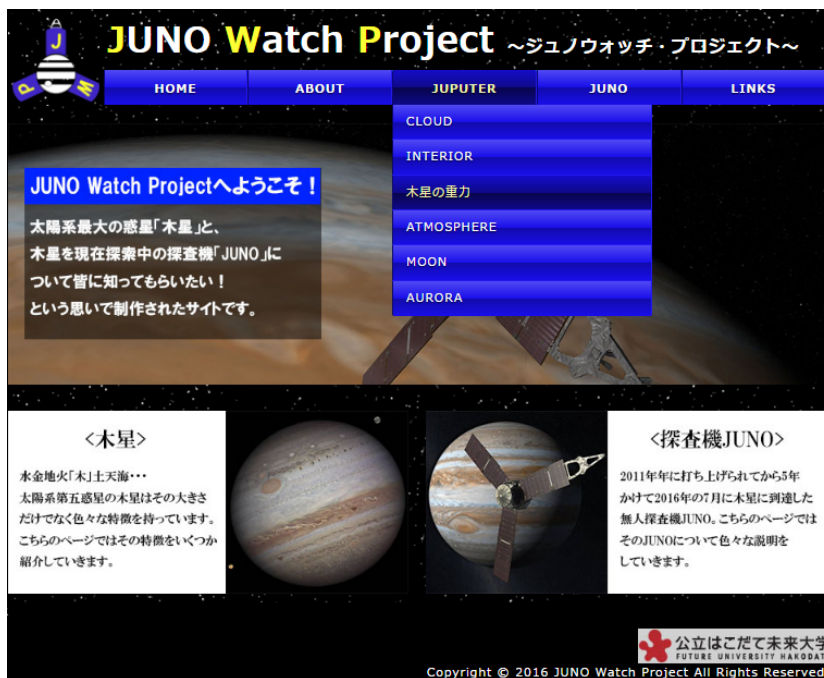 J
P
W
JUNO Watch Project ～ジュノウォッチ・プロジェクト～
HOME
ABOUT
JUPUTER
JUNO
LINKS
CLOUD
INTERIOR
木星の重力
ATMOSPHERE
MOON
AURORA
JUNO Watch Projectへようこそ！
太陽系最大の惑星「木星」と、
木星を現在探索中の探査機「JUNO」に
ついて皆に知ってもらいたい！
という思いで制作されたサイトです。
<木星>
水金地火「木」土天海・・・
太陽系第五惑星の木星はその大きさ
だけでなく色々な特徴を持っています。
こちらのページではその特徴をいくつか
紹介していきます。
<探査機JUNO>
2011年年に打ち上げられてから5年
かけて2016年の7月に木星に到達した
無人探査機JUNO。こちらのページでは
そのJUNOについて色々な説明を
していきます。
公立はこだて未来大学
FUTURE UNIVERSITY HAKODAT
Copyright © 2016 JUNO Watch Project All Rights Reserved